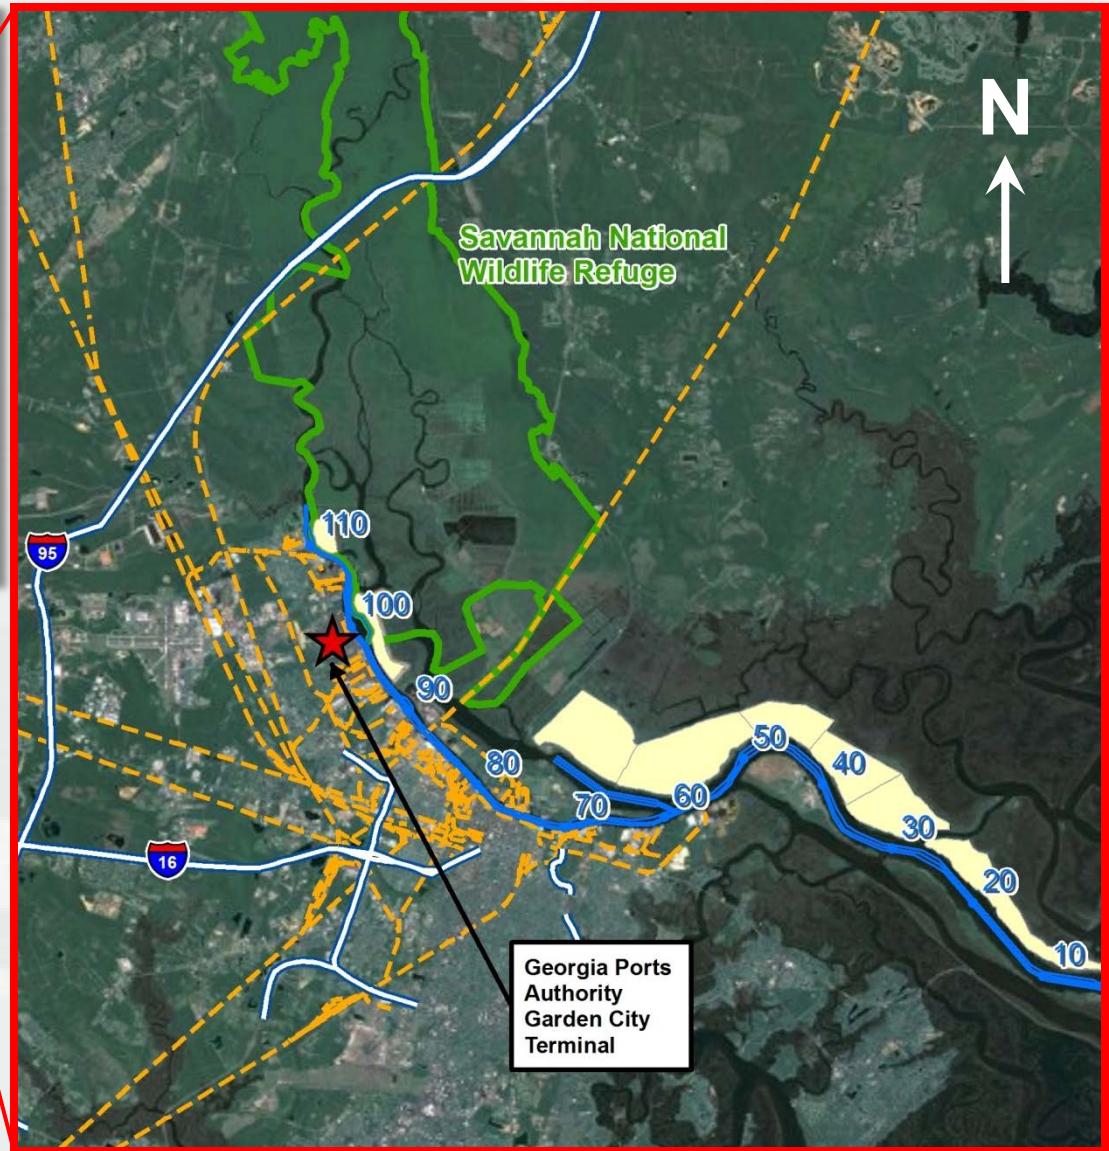 N
Savannah National
Wildlife Refuge
110
95
100
90
50
80
40
70
60
30
16
20
10
Georgia Ports
Authority
Garden City
Terminal